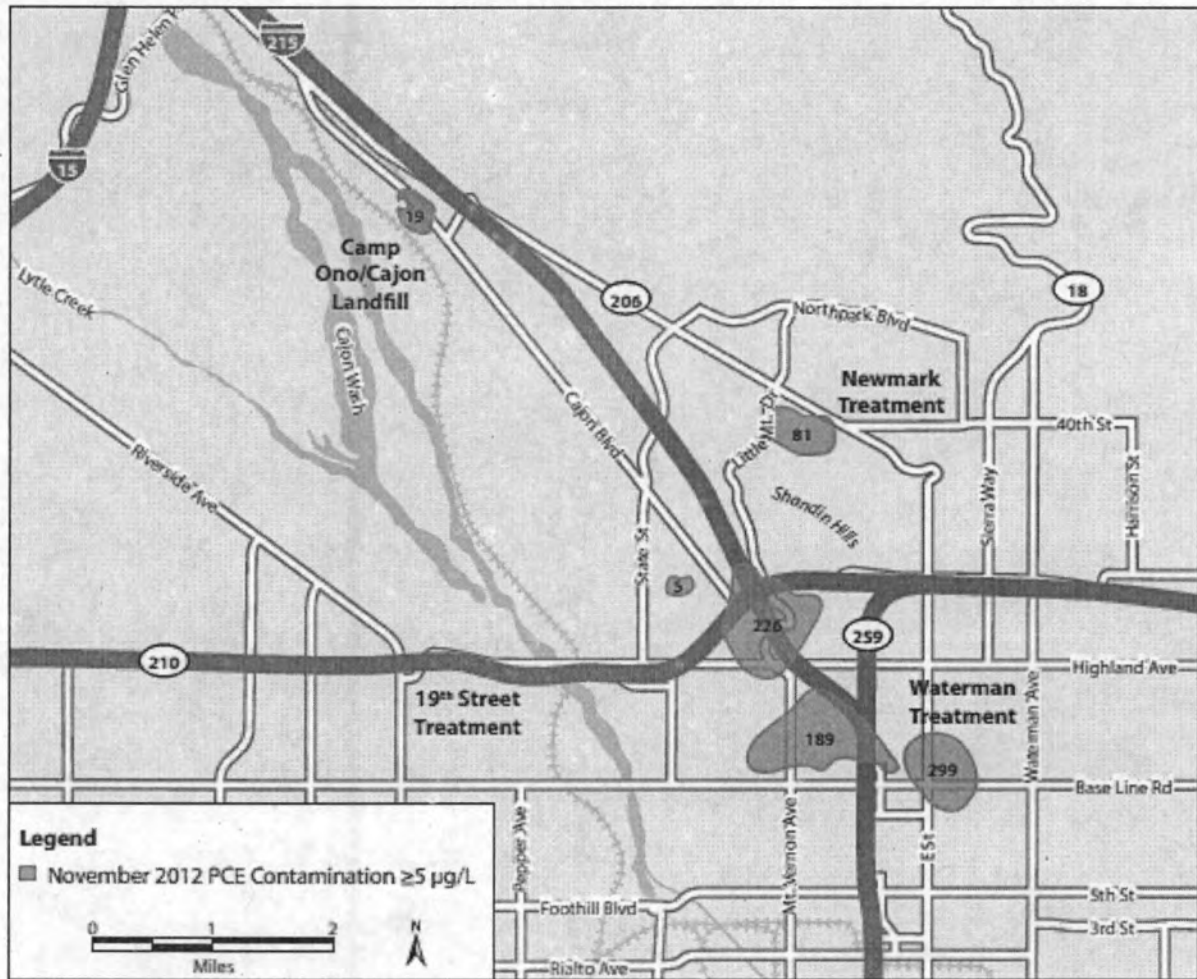 Glen Helen
215
15
19
Camp
Ono/Cajon
Landfill
Lytle Creek
Cajon Wash
206
18
Northpark Blvd
Newmark
Treatment
Cajon Blvd
Little Mt. Dr
81
40th St
Riverside Ave
Shandin Hills
Sierra Way
Harrison St
State St
5
226
259
210
Highland Ave
19th Street
Treatment
Waterman
Treatment
Waterman Ave
189
299
Base Line Rd
Legend
November 2012 PCE Contamination ≥5 µg/L
Pepper Ave
Mt. Vernon Ave
E St
5th St
Foothill Blvd
3rd St
0 1 2
Miles
N
Rialto Ave